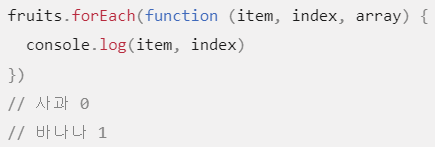 fruits.forEach(function (item, index, array) {
  console.log(item, index)
})
// 사과 0
// 바나나 1